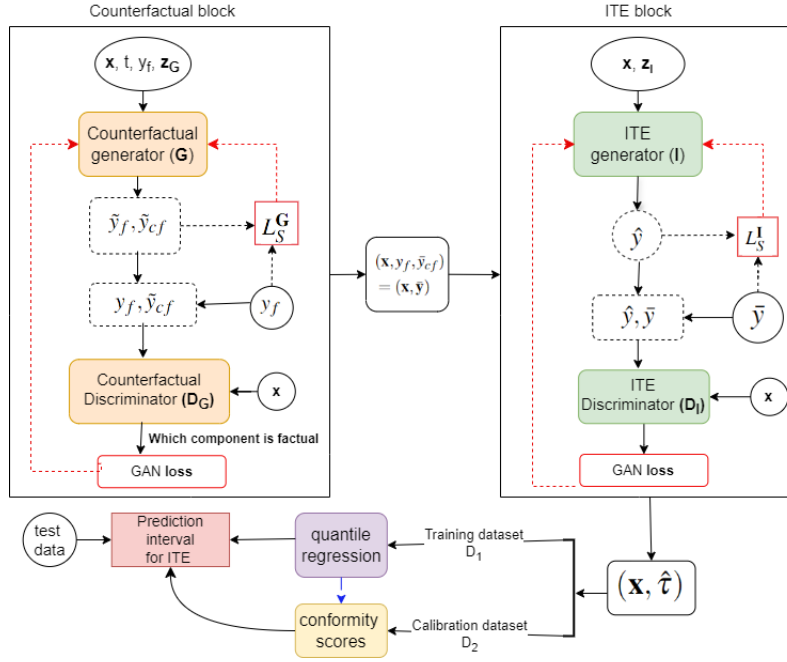 Counterfactual block
x, t, y_f, z_G
Counterfactual
generator (G)
ỹ_f, ỹ_cf
L_S^G
y_f, ỹ_cf
y_f
Counterfactual
Discriminator (D_G)
x
Which component is factual
GAN loss
(x, y_f, ỹ_cf)
= (x, ȳ)
ITE block
x, z_I
ITE
generator (I)
ŷ
L_S^I
ŷ, ȳ
ȳ
ITE
Discriminator (D_I)
x
GAN loss
(x, τ̂)
Training dataset
D_1
Calibration dataset
D_2
quantile
regression
conformity
scores
Prediction
interval
for ITE
test
data